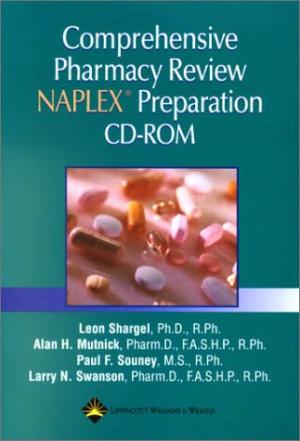 Comprehensive
Pharmacy Review
NAPLEX® Preparation
CD-ROM
Leon Shargel, Ph.D., R.Ph.
Alan H. Mutnick, Pharm.D., F.A.S.H.P., R.Ph.
Paul F. Souney, M.S., R.Ph.
Larry N. Swanson, Pharm.D., F.A.S.H.P., R.Ph.
LIPPINCOTT WILLIAMS & WILKINS